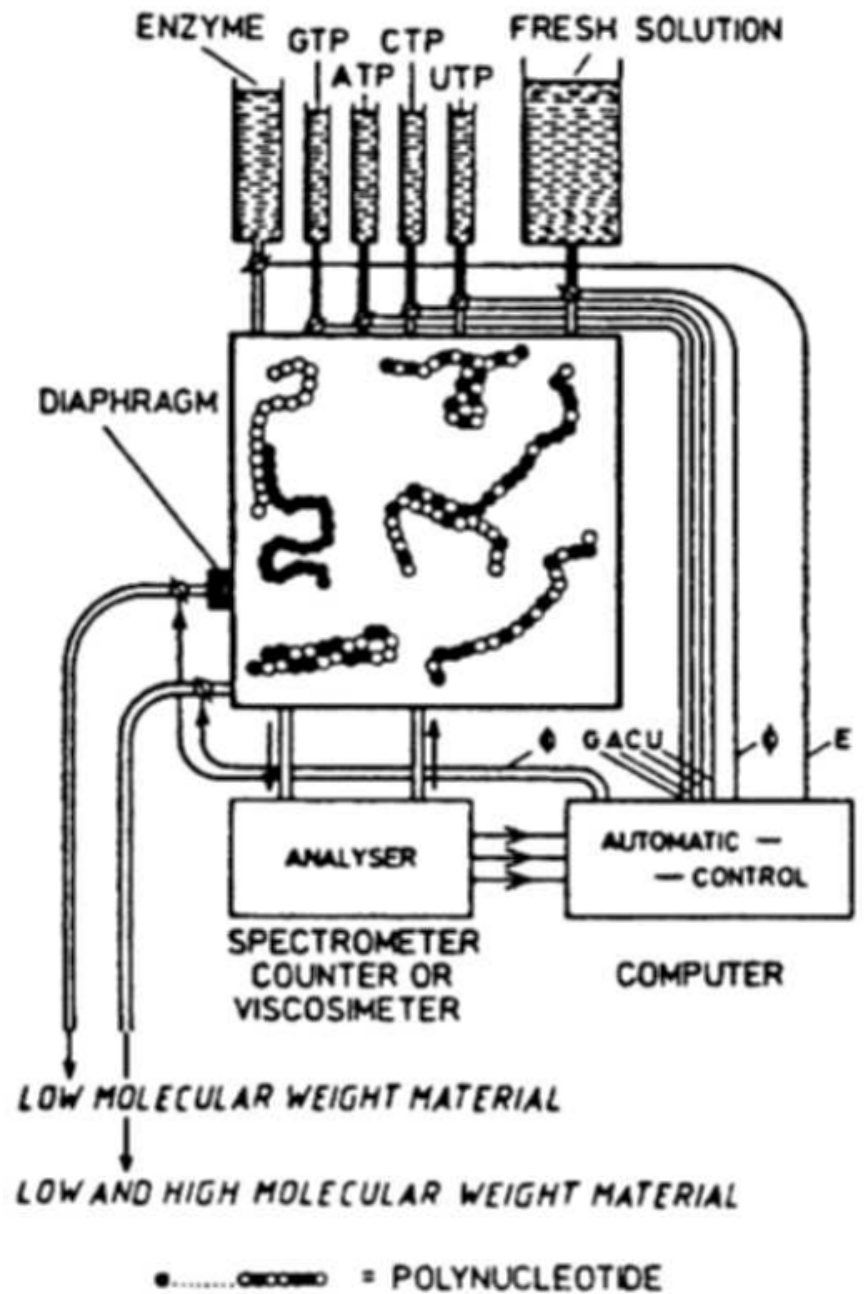 ENZYME
GTP CTP
FRESH SOLUTION
ATP UTP
DIAPHRAGM
ϕ GACU ϕ E
ANALYSER
AUTOMATIC —
— CONTROL
SPECTROMETER
COUNTER OR
VISCOSIMETER
COMPUTER
LOW MOLECULAR WEIGHT MATERIAL
LOW AND HIGH MOLECULAR WEIGHT MATERIAL
= POLYNUCLEOTIDE